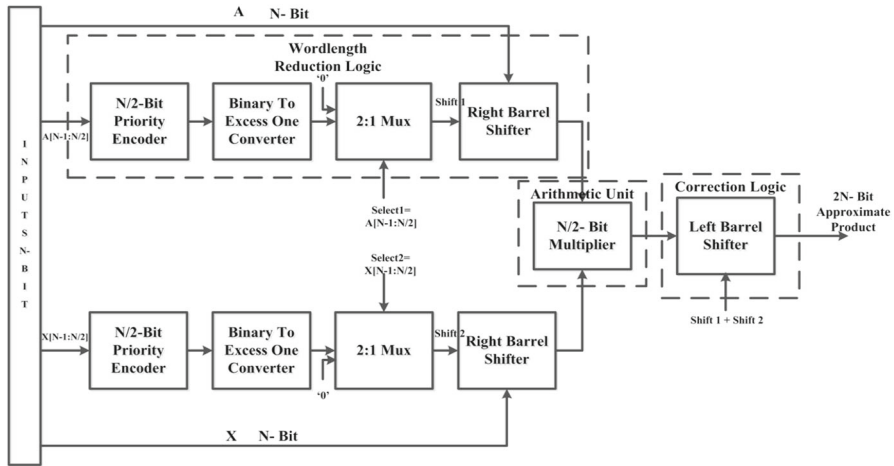 A N- Bit
Wordlength
Reduction Logic
I
N
P
U
T
S
N-
B
I
T
A[N-1:N/2]
N/2-Bit
Priority
Encoder
Binary To
Excess One
Converter
‘0’
2:1 Mux
Shift 1
Right Barrel
Shifter
Select1=
A[N-1:N/2]
Arithmetic Unit
N/2- Bit
Multiplier
Correction Logic
Left Barrel
Shifter
2N- Bit
Approximate
Product
Shift 1 + Shift 2
Select2=
X[N-1:N/2]
X[N-1:N/2]
N/2-Bit
Priority
Encoder
Binary To
Excess One
Converter
‘0’
2:1 Mux
Shift 2
Right Barrel
Shifter
X N- Bit